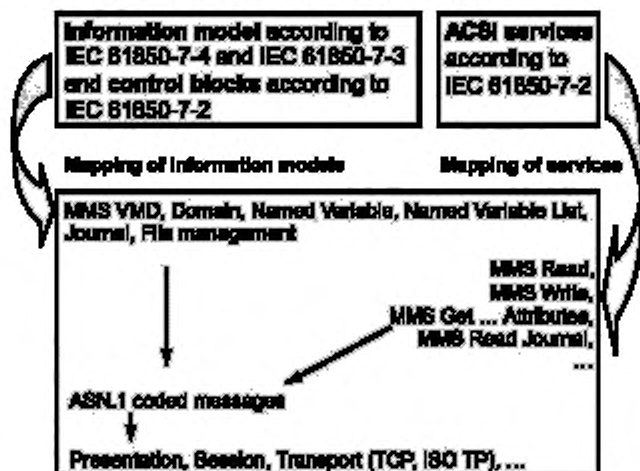 Information model according to
IEC 61850-7-4 and IEC 61850-7-3
and control blocks according to
IEC 61850-7-2
ACSI services
according to
IEC 61850-7-2
Mapping of information models
Mapping of services
MMS VMD, Domain, Named Variable, Named Variable List,
Journal, File management
MMS Read,
MMS Write,
MMS Get ... Attributes,
MMS Read Journal,
...
ASN.1 coded messages
Presentation, Session, Transport (TCP, ISO TP), ...